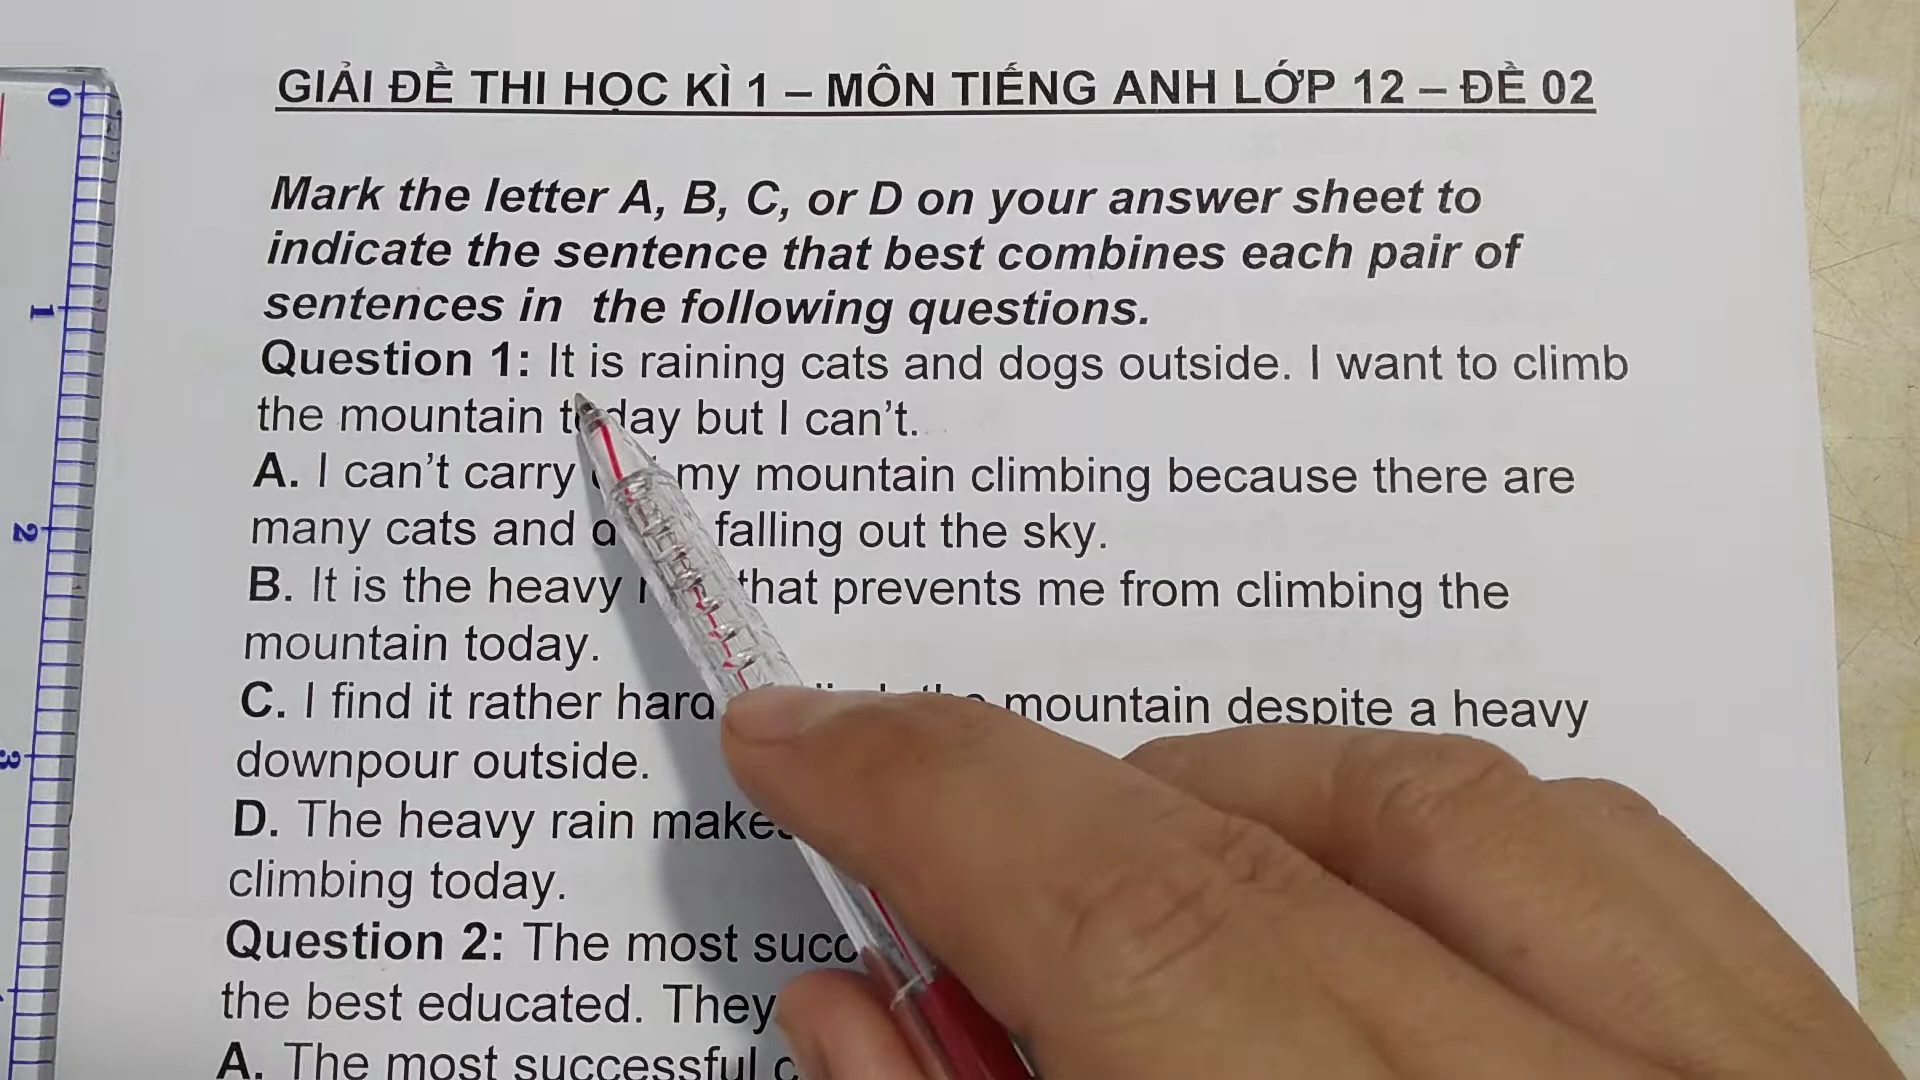 GIẢI ĐỀ THI HỌC KÌ 1 – MÔN TIẾNG ANH LỚP 12 – ĐỀ 02
Mark the letter A, B, C, or D on your answer sheet to
indicate the sentence that best combines each pair of
sentences in the following questions.
Question 1: It is raining cats and dogs outside. I want to climb
the mountain today but I can't.
A. I can't carry my mountain climbing because there are
many cats and falling out the sky.
B. It is the heavy that prevents me from climbing the
mountain today.
C. I find it rather hard mountain despite a heavy
downpour outside.
D. The heavy rain makes
climbing today.
Question 2: The most
the best educated. They
A. The most successful
0
1
2
3